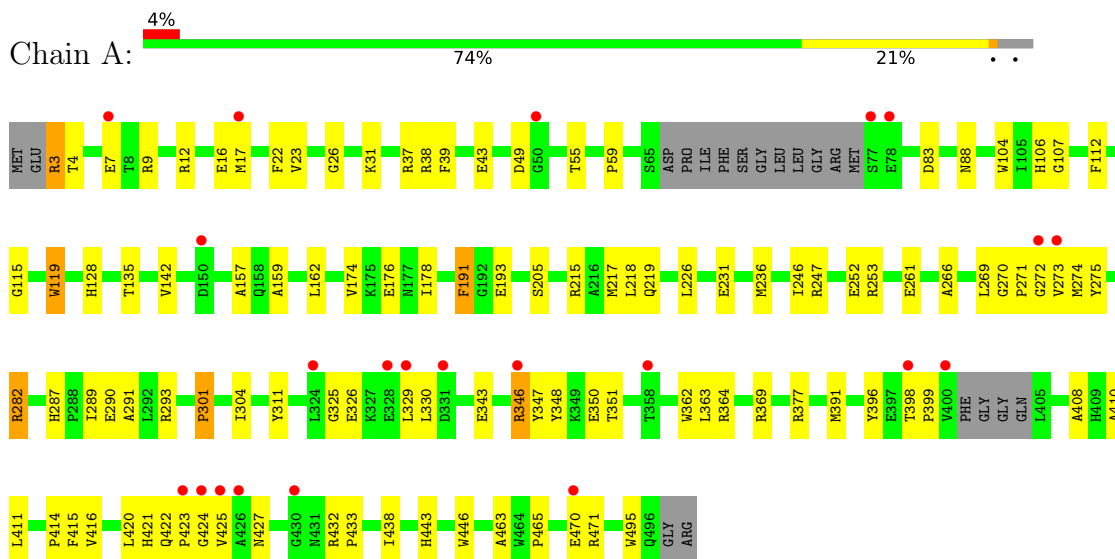 4%
Chain A:
74% 21% • •
MET GLU R3 T4 E7 T8 R9 R12 E16 M17 F22 V23 G26 K31 R37 R38 F39 E43 D49 G50 T55 P59 S65 ASP PRO ILE PHE SER GLY LEU LEU GLY ARG MET S77 E78 D83 N88 W104 I105 H106 G107 F112
G115 W119 H128 T135 V142 D150 A157 Q158 A159 L162 V174 K175 E176 N177 I178 F191 G192 E193 S205 R215 A216 M217 L218 Q219 L226 E231 M236 I246 R247 E252 R253 E261 A266 L269 G270 P271 G272 V273 M274 Y275
R282 H287 P288 I289 E290 A291 L292 R293 P301 I304 Y311 L324 G325 E326 K327 E328 L329 L330 D331 E343 R346 Y347 Y348 K349 E350 T351 T358 W362 L363 R364 R369 R377 M391 Y396 E397 T398 P399 V400 PHE GLY GLY GLN L405 A408 H409 A410
L411 P414 F415 V416 L420 H421 Q422 P423 G424 V425 A426 N427 G430 N431 R432 P433 I438 H443 W446 A463 W464 P465 E470 R471 W495 Q496 GLY ARG